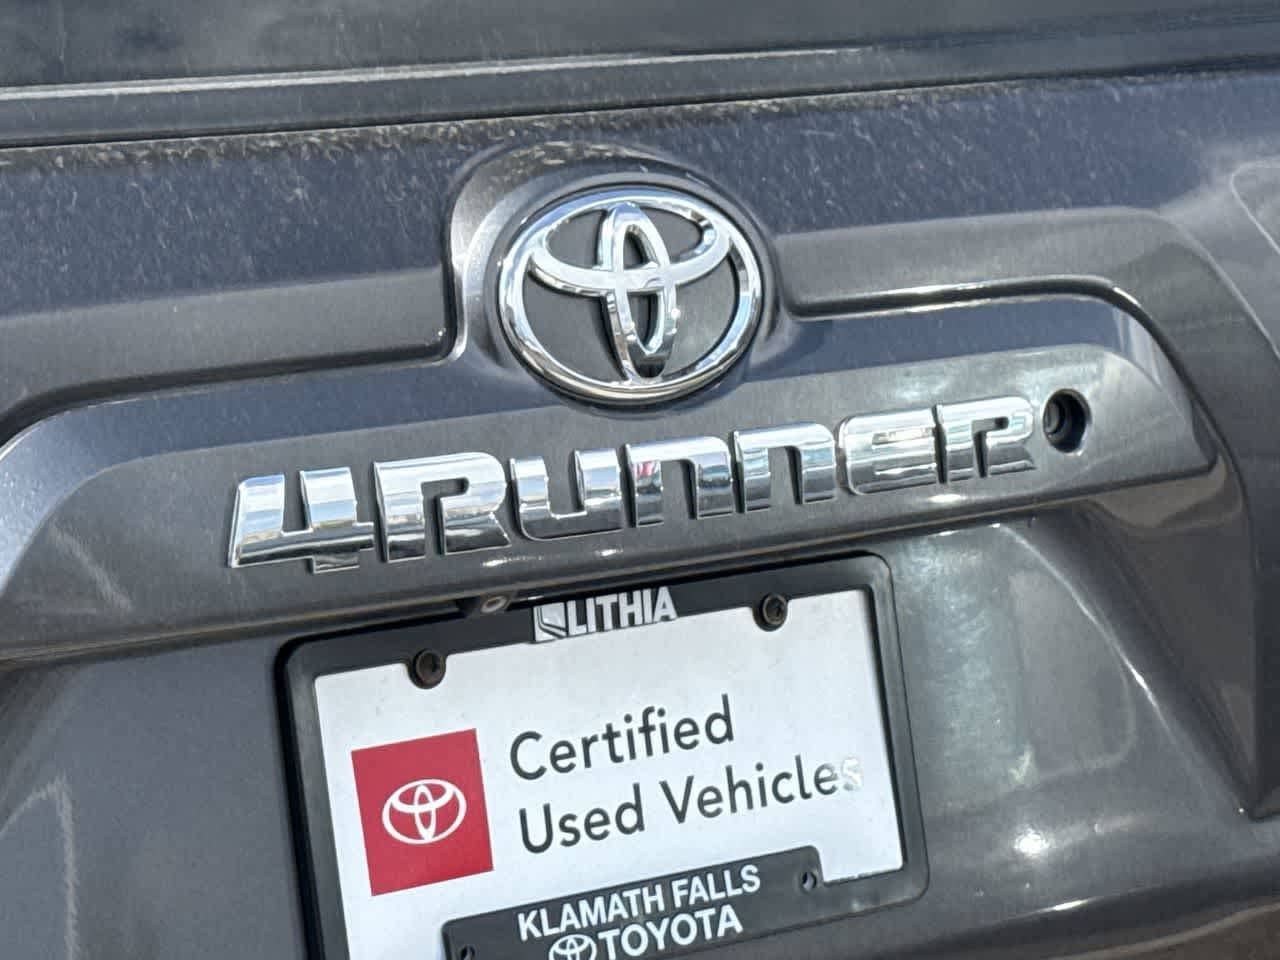 4RUNNER
LITHIA
Certified
Used Vehicles
KLAMATH FALLS
TOYOTA